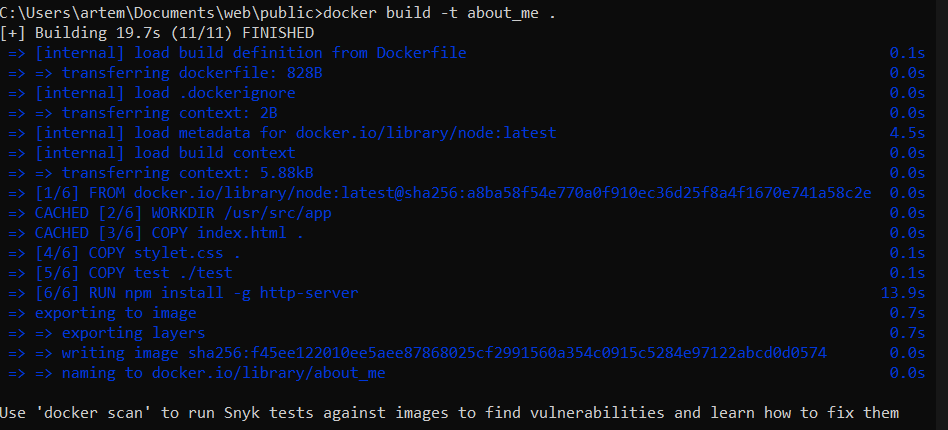 C:\Users\artem\Documents\web\public>docker build -t about_me .
[+] Building 19.7s (11/11) FINISHED
=> [internal] load build definition from Dockerfile 0.1s
=> => transferring dockerfile: 828B 0.0s
=> [internal] load .dockerignore 0.0s
=> => transferring context: 2B 0.0s
=> [internal] load metadata for docker.io/library/node:latest 4.5s
=> [internal] load build context 0.0s
=> => transferring context: 5.88kB 0.0s
=> [1/6] FROM docker.io/library/node:latest@sha256:a8ba58f54e770a0f910ec36d25f8a4f1670e741a58c2e 0.0s
=> CACHED [2/6] WORKDIR /usr/src/app 0.0s
=> CACHED [3/6] COPY index.html . 0.0s
=> [4/6] COPY stylet.css . 0.1s
=> [5/6] COPY test ./test 0.1s
=> [6/6] RUN npm install -g http-server 13.9s
=> exporting to image 0.7s
=> => exporting layers 0.7s
=> => writing image sha256:f45ee122010ee5aee87868025cf2991560a354c0915c5284e97122abcd0d0574 0.0s
=> => naming to docker.io/library/about_me 0.0s
Use 'docker scan' to run Snyk tests against images to find vulnerabilities and learn how to fix them